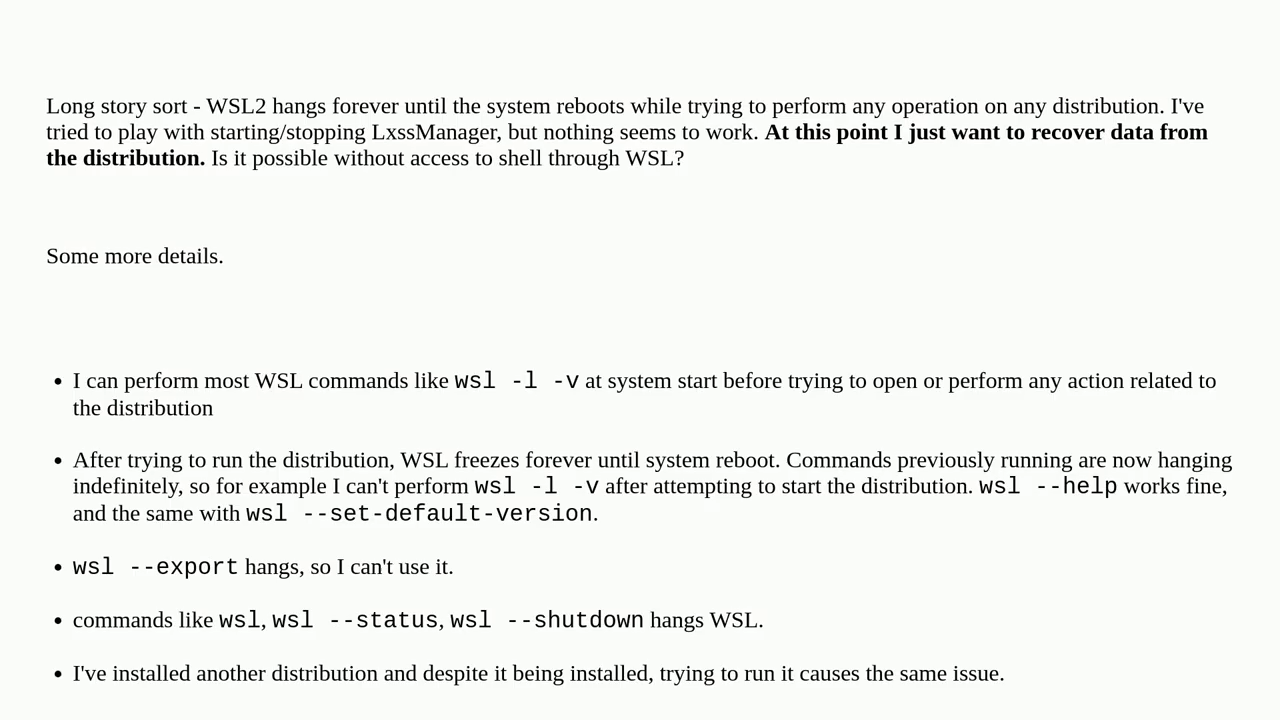 Long story sort - WSL2 hangs forever until the system reboots while trying to perform any operation on any distribution. I've
tried to play with starting/stopping LxssManager, but nothing seems to work. At this point I just want to recover data from
the distribution. Is it possible without access to shell through WSL?
Some more details.
• I can perform most WSL commands like wsl -l -v at system start before trying to open or perform any action related to
the distribution
• After trying to run the distribution, WSL freezes forever until system reboot. Commands previously running are now hanging
indefinitely, so for example I can't perform wsl -l -v after attempting to start the distribution. wsl --help works fine,
and the same with wsl --set-default-version.
• wsl --export hangs, so I can't use it.
• commands like wsl, wsl --status, wsl --shutdown hangs WSL.
• I've installed another distribution and despite it being installed, trying to run it causes the same issue.